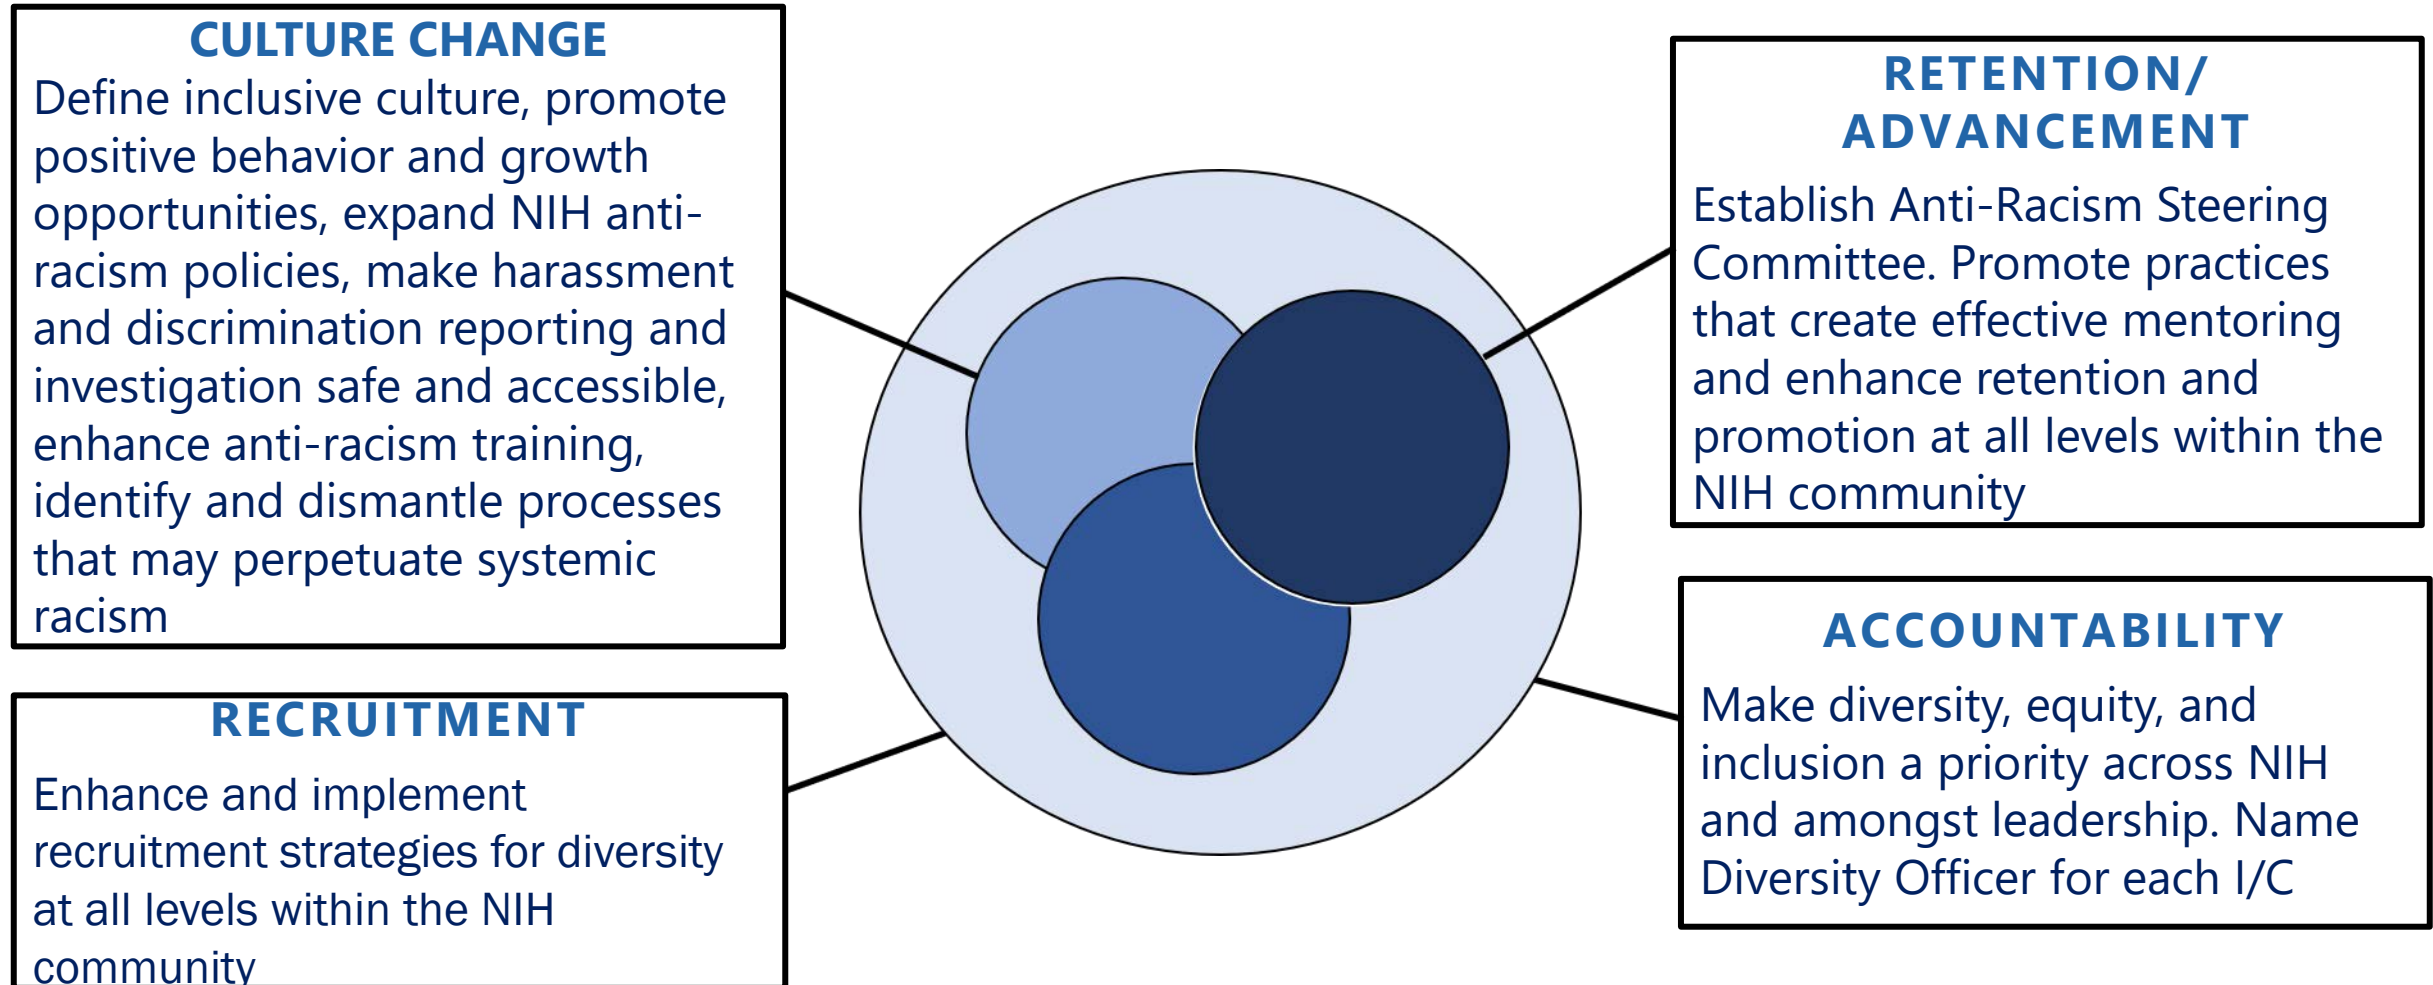 CULTURE CHANGE
Define inclusive culture, promote
positive behavior and growth
opportunities, expand NIH anti-
racism policies, make harassment
and discrimination reporting and
investigation safe and accessible,
enhance anti-racism training,
identify and dismantle processes
that may perpetuate systemic
racism
RECRUITMENT
Enhance and implement
recruitment strategies for diversity
at all levels within the NIH
community
RETENTION/
ADVANCEMENT
Establish Anti-Racism Steering
Committee. Promote practices
that create effective mentoring
and enhance retention and
promotion at all levels within the
NIH community
ACCOUNTABILITY
Make diversity, equity, and
inclusion a priority across NIH
and amongst leadership. Name
Diversity Officer for each I/C